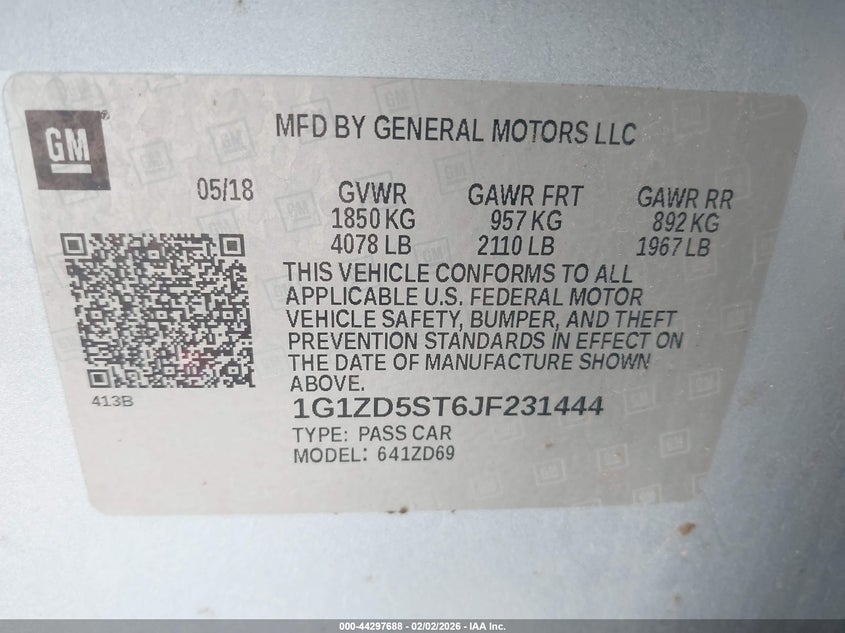 GM
MFD BY GENERAL MOTORS LLC
05/18
GVWR
1850 KG
4078 LB
GAWR FRT
957 KG
2110 LB
GAWR RR
892 KG
1967 LB
THIS VEHICLE CONFORMS TO ALL
APPLICABLE U.S. FEDERAL MOTOR
VEHICLE SAFETY, BUMPER, AND THEFT
PREVENTION STANDARDS IN EFFECT ON
THE DATE OF MANUFACTURE SHOWN
ABOVE.
413B
1G1ZD5ST6JF231444
TYPE: PASS CAR
MODEL: 641ZD69
000-44297688 - 02/02/2026 - IAA Inc.